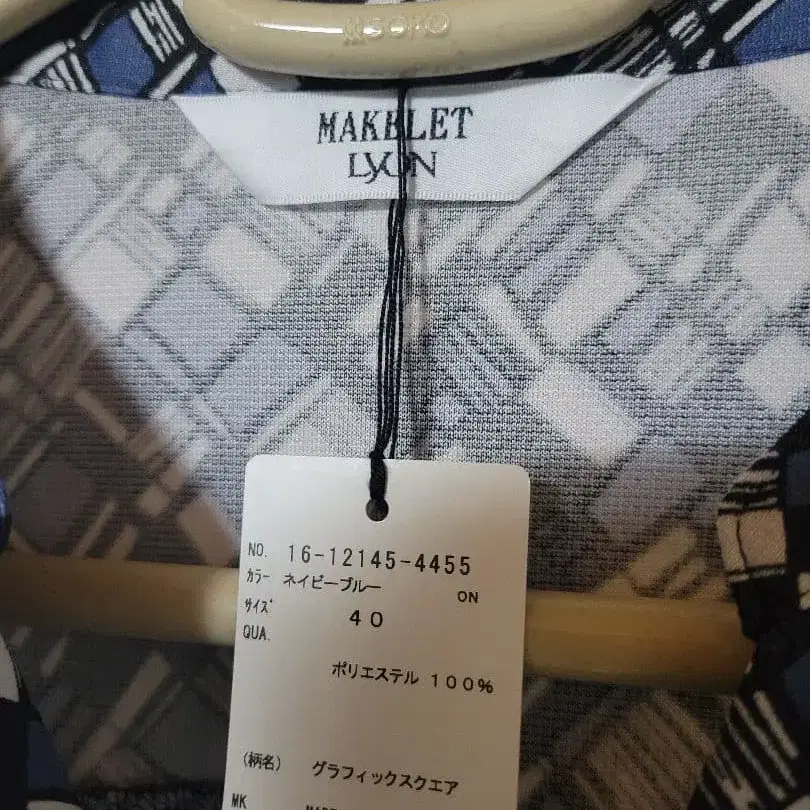 MAKELET
LYON
NO. 16-12145-4455
カラー ネイビーブルー ON
サイズ 40
QUA.
ポリエステル 100%
(柄名) グラフィックスクエア
MK